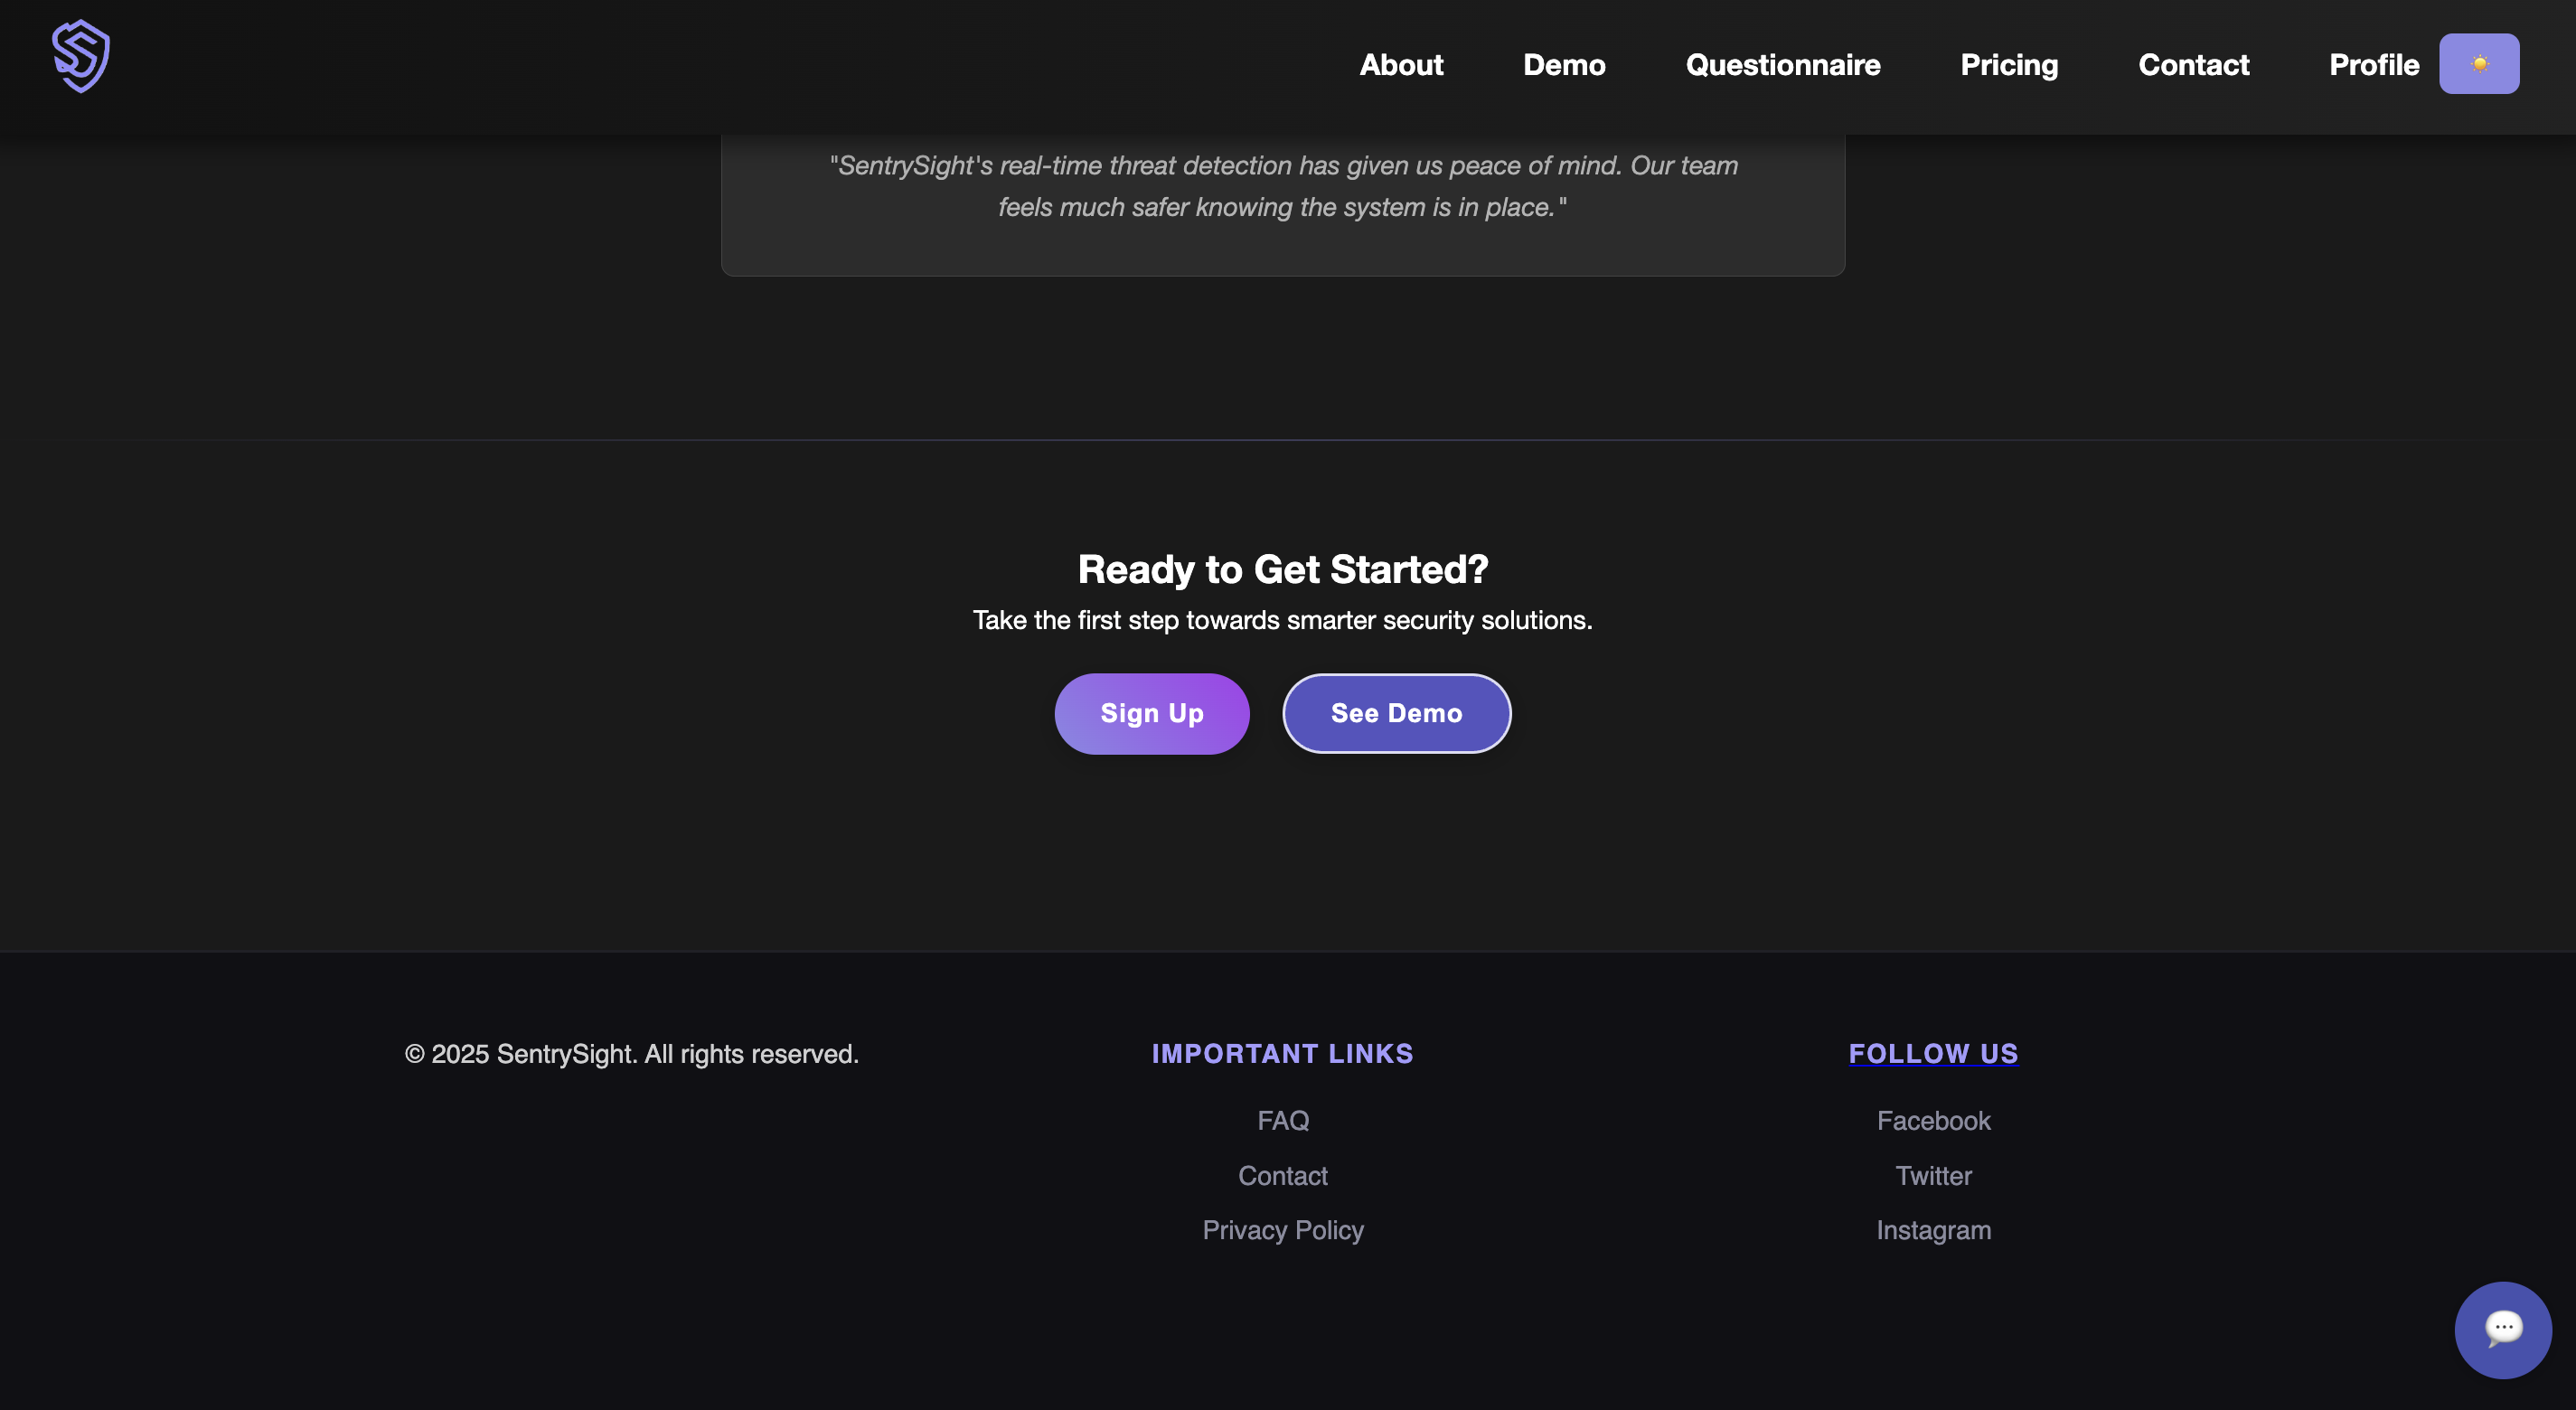 About
Demo
Questionnaire
Pricing
Contact
Profile
"SentrySight's real-time threat detection has given us peace of mind. Our team
feels much safer knowing the system is in place."
Ready to Get Started?
Take the first step towards smarter security solutions.
Sign Up
See Demo
© 2025 SentrySight. All rights reserved.
IMPORTANT LINKS
FAQ
Contact
Privacy Policy
FOLLOW US
Facebook
Twitter
Instagram